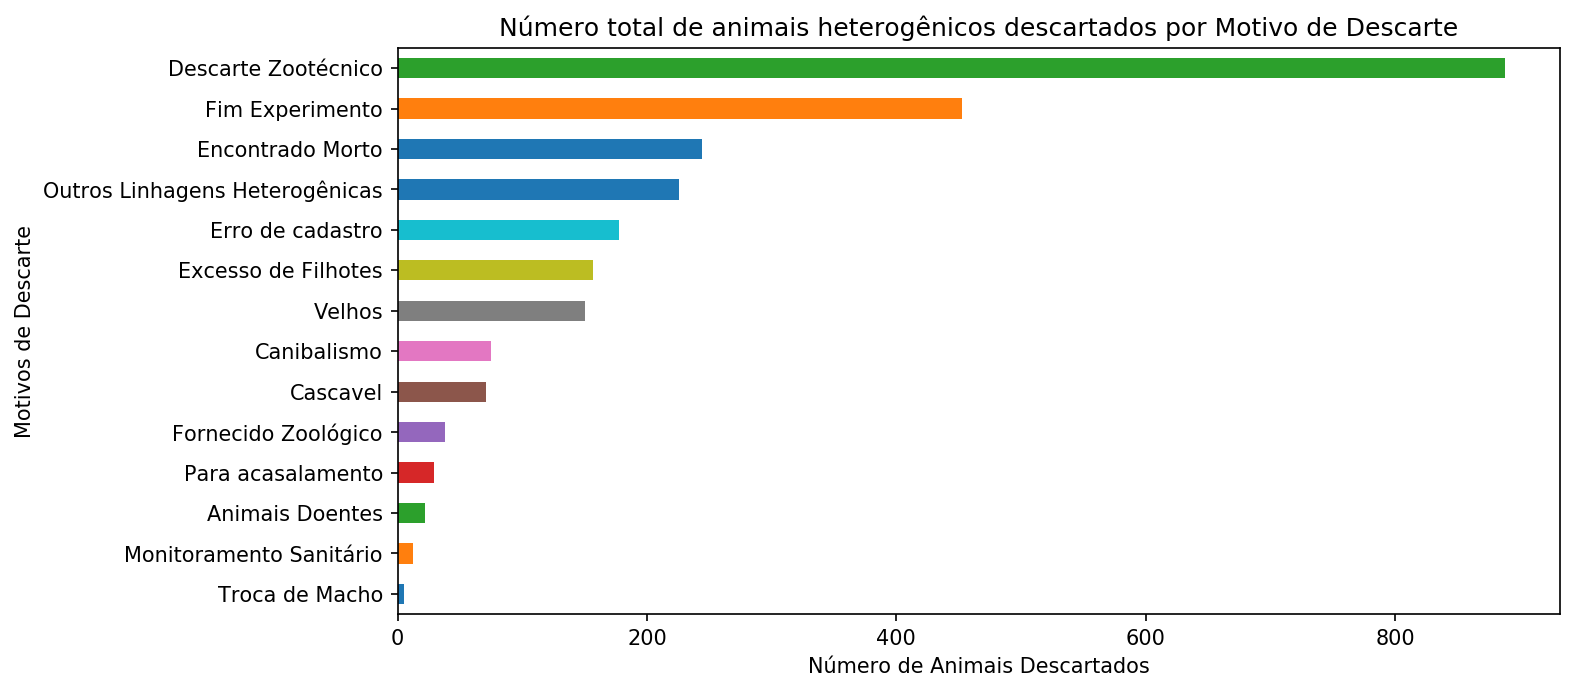 Número total de animais heterogênicos descartados por Motivo de Descarte
Motivos de Descarte
Descarte Zootécnico
Fim Experimento
Encontrado Morto
Outros Linhagens Heterogênicas
Erro de cadastro
Excesso de Filhotes
Velhos
Canibalismo
Cascavel
Fornecido Zoológico
Para acasalamento
Animais Doentes
Monitoramento Sanitário
Troca de Macho
0 200 400 600 800
Número de Animais Descartados